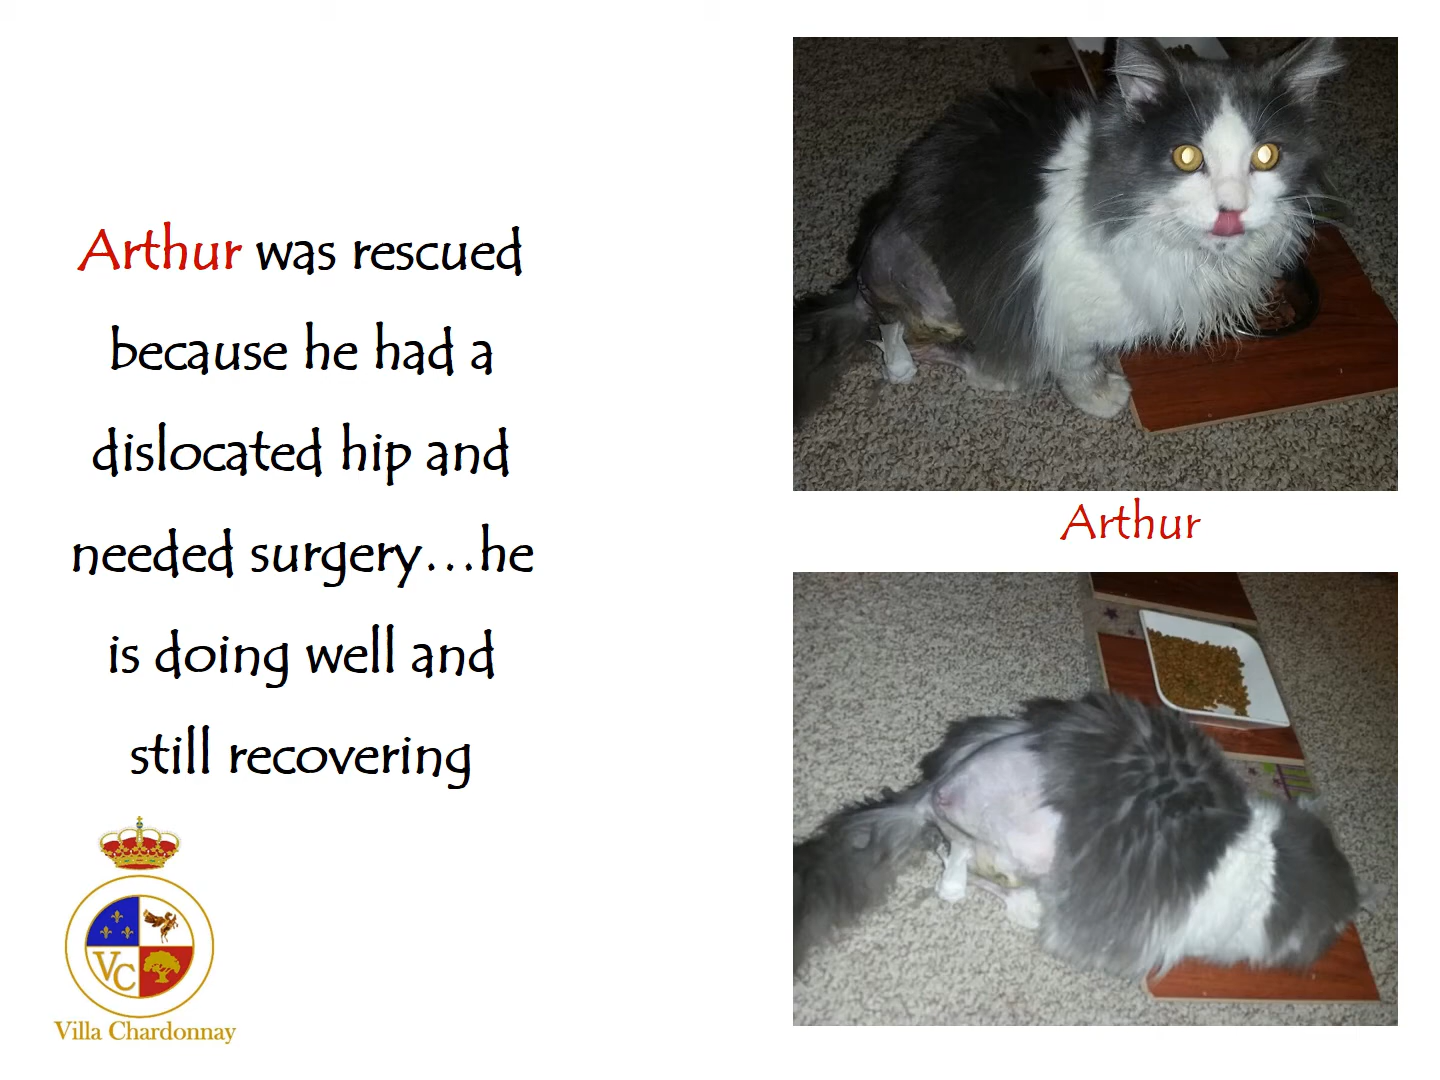 Arthur was rescued
because he had a
dislocated hip and
needed surgery…he
is doing well and
still recovering
Arthur
VC
Villa Chardonnay